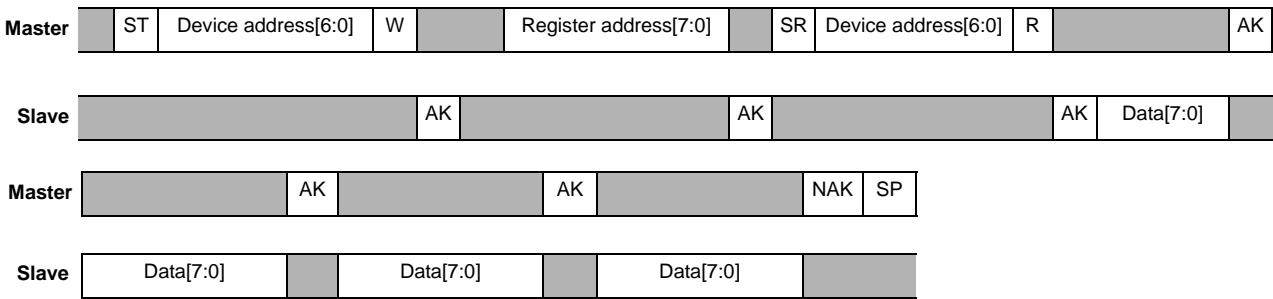 Master ST Device address[6:0] W Register address[7:0] SR Device address[6:0] R AK
Slave AK AK AK Data[7:0]
Master AK AK NAK SP
Slave Data[7:0] Data[7:0] Data[7:0]